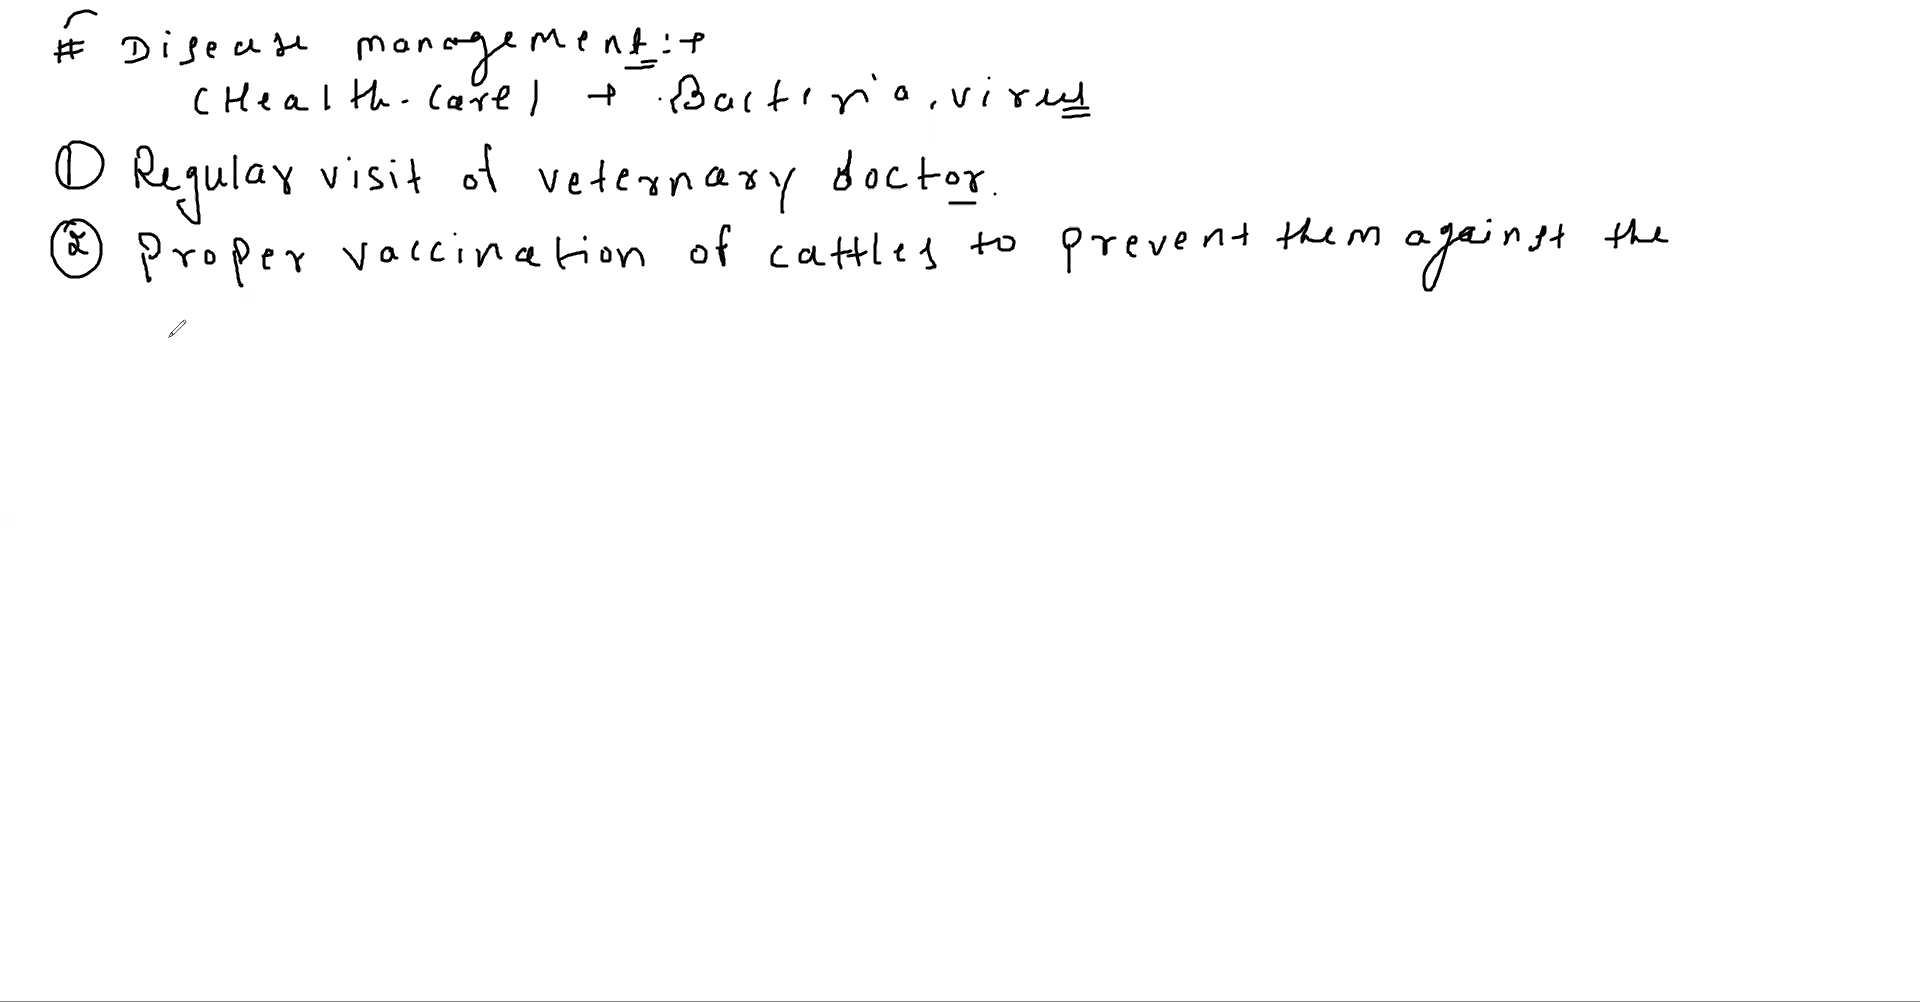 # Disease management:→
(Health-Care) → Bacteria, virus
① Regular visit of veternary doctor.
② Proper vaccination of cattles to prevent them against the